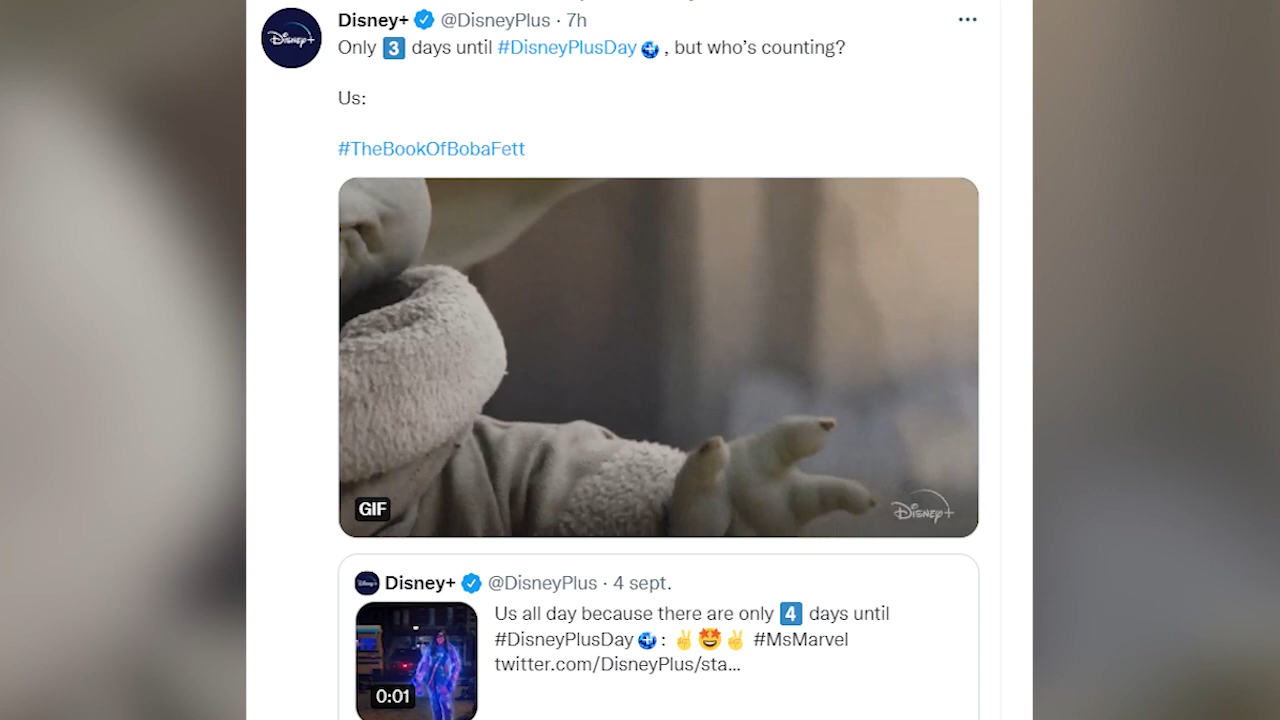 Disney+
Disney+ @DisneyPlus · 7h
Only 3️⃣ days until #DisneyPlusDay , but who's counting?
Us:
#TheBookOfBobaFett
GIF
Disney+
Disney+ @DisneyPlus · 4 sept.
Us all day because there are only 4️⃣ days until
#DisneyPlusDay : ✌️🤩✌️ #MsMarvel
twitter.com/DisneyPlus/sta...
0:01